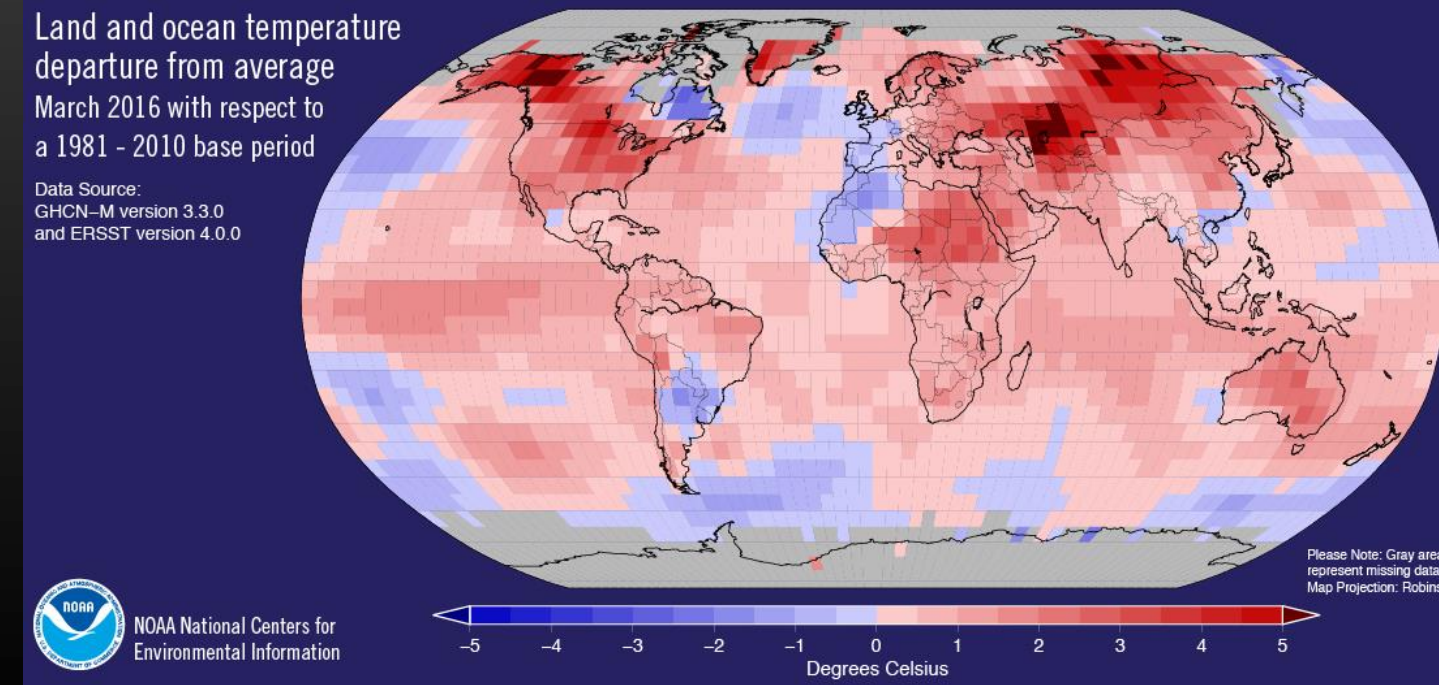 Land and ocean temperature
departure from average
March 2016 with respect to
a 1981 - 2010 base period
Data Source:
GHCN–M version 3.3.0
and ERSST version 4.0.0
Please Note: Gray area
represent missing data
Map Projection: Robins
NOAA
NOAA National Centers for
Environmental Information
–5 –4 –3 –2 –1 0 1 2 3 4 5
Degrees Celsius